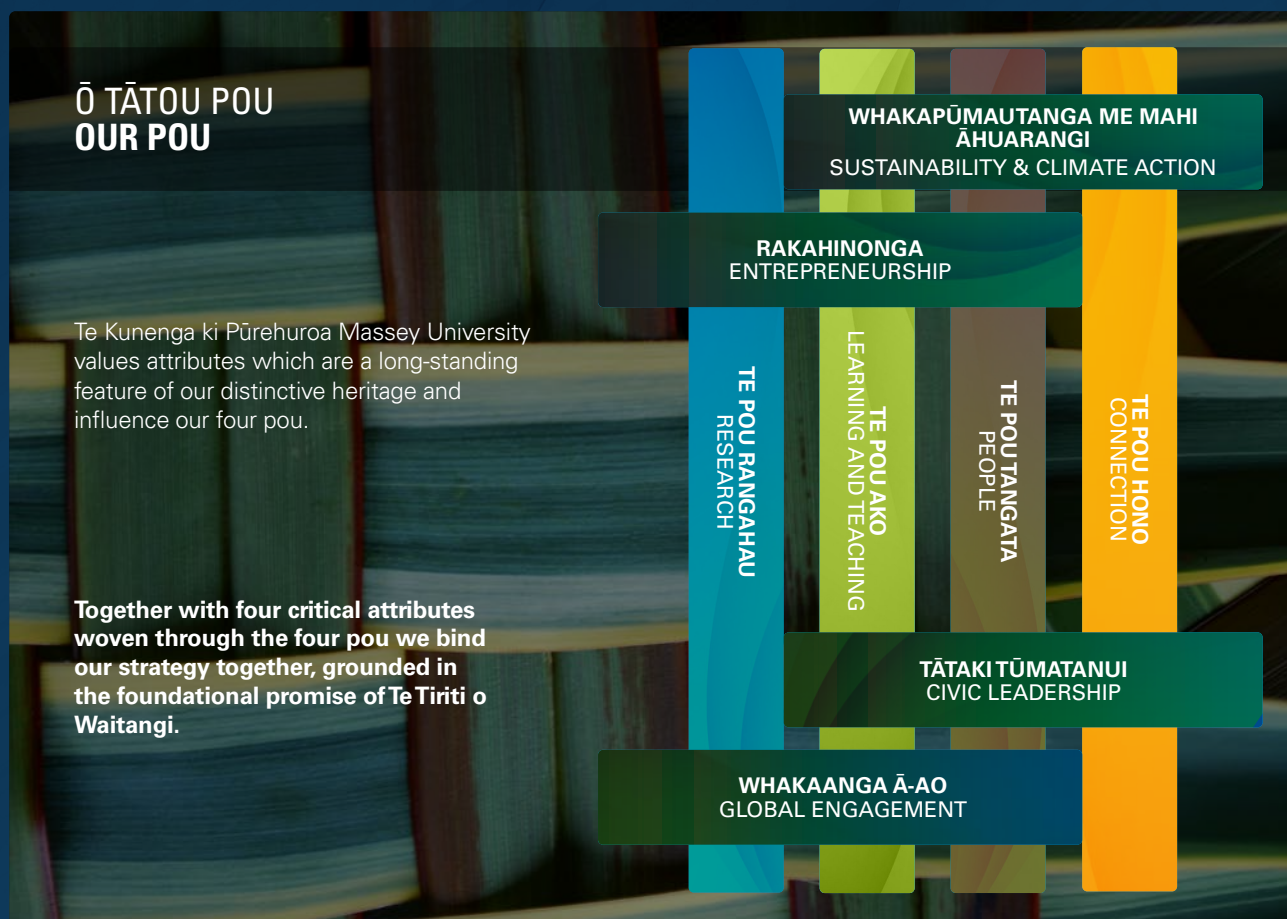 Ō TĀTOU POU
OUR POU
Te Kunenga ki Pūrehuroa Massey University
values attributes which are a long-standing
feature of our distinctive heritage and
influence our four pou.
Together with four critical attributes
woven through the four pou we bind
our strategy together, grounded in
the foundational promise of Te Tiriti o
Waitangi.
WHAKAPŪMAUTANGA ME MAHI
ĀHUARANGI
SUSTAINABILITY & CLIMATE ACTION
RAKAHINONGA
ENTREPRENEURSHIP
TE POU RANGAHAU
RESEARCH
TE POU AKO
LEARNING AND TEACHING
TE POU TANGATA
PEOPLE
TE POU HONO
CONNECTION
TĀTAKI TŪMATANUI
CIVIC LEADERSHIP
WHAKAANGA Ā-AO
GLOBAL ENGAGEMENT